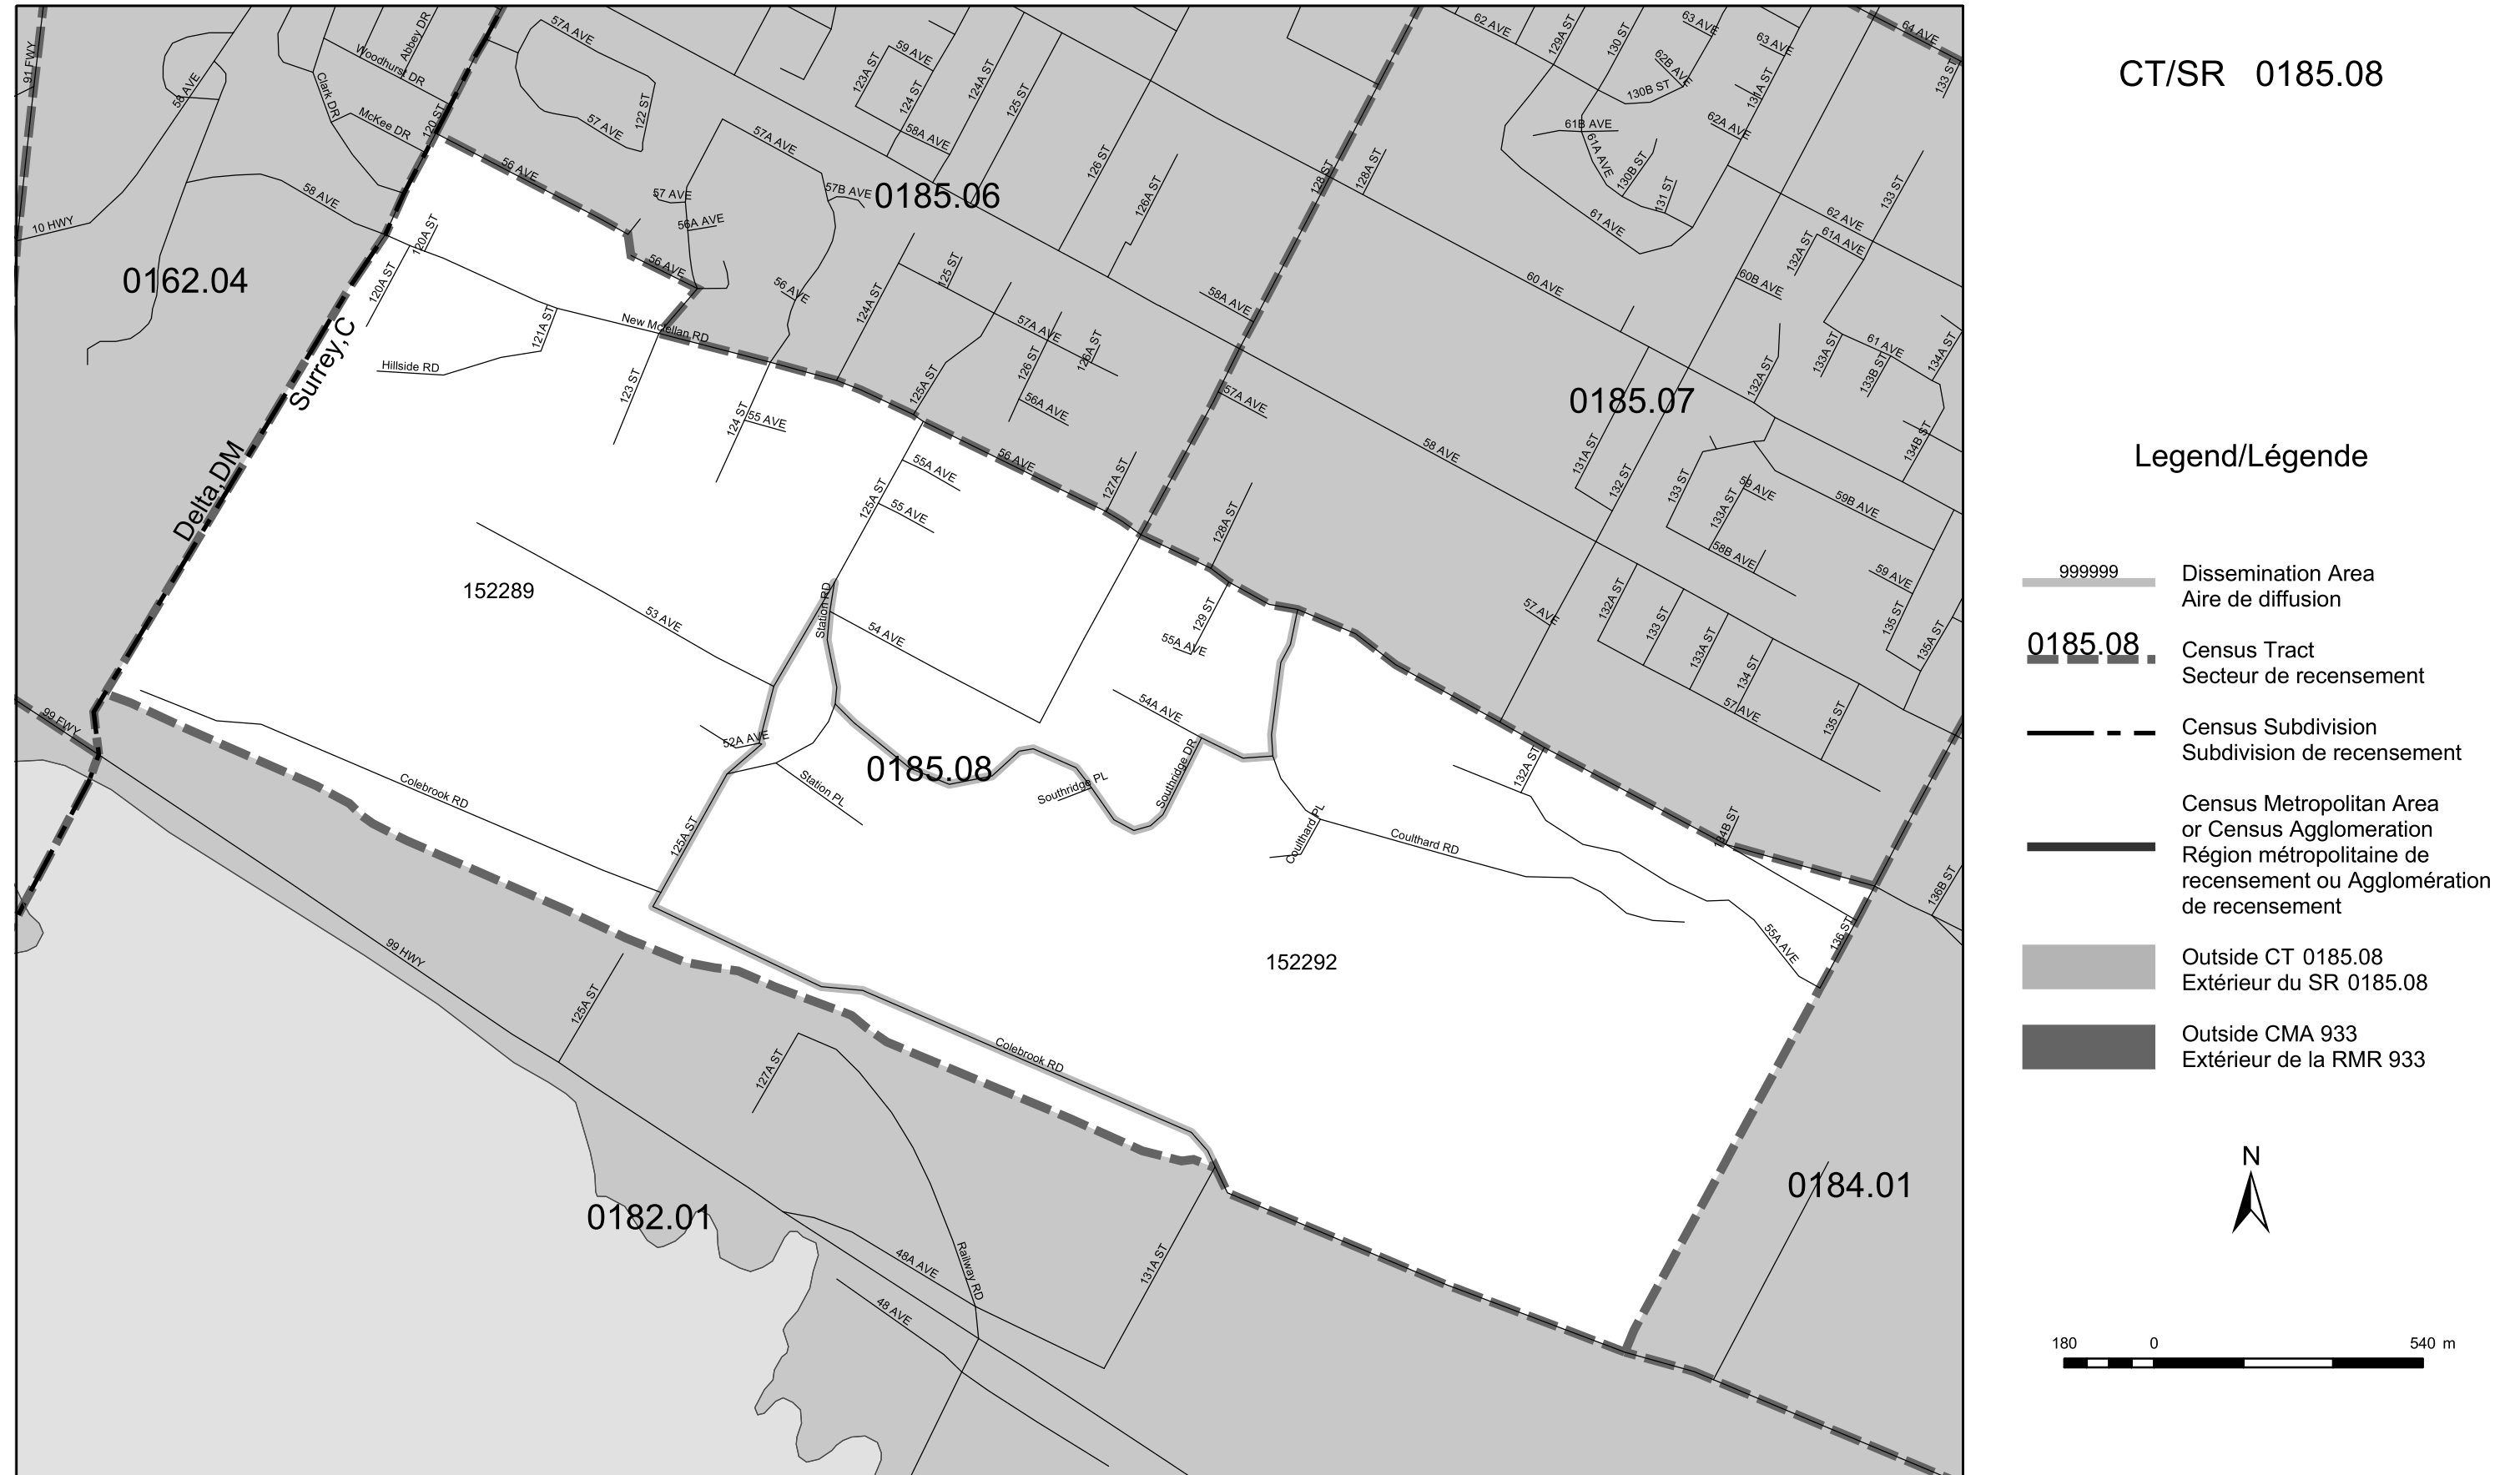 CT/SR 0185.08
Legend/Légende
999999
Dissemination Area
Aire de diffusion
0185.08
Census Tract
Secteur de recensement
Census Subdivision
Subdivision de recensement
Census Metropolitan Area
or Census Agglomeration
Région métropolitaine de
recensement ou Agglomération
de recensement
Outside CT 0185.08
Extérieur du SR 0185.08
Outside CMA 933
Extérieur de la RMR 933
N
180 0 540 m
91 FWY
58 AVE
Woodhurst DR
Abbey DR
Clark DR
McKee DR
120 ST
58 AVE
10 HWY
0162.04
57A AVE
122 ST
57 AVE
56 AVE
57A AVE
57 AVE
56A AVE
57B AVE
56 AVE
56 AVE
0185.06
59 AVE
123A ST
124 ST
58A AVE
124A ST
125 ST
126 ST
126A ST
128 ST
128A ST
124A ST
125 ST
57A AVE
58A AVE
126 ST
126A ST
56A AVE
125A ST
57A AVE
127A ST
56 AVE
62 AVE
129A ST
130 ST
63 AVE
63 AVE
64 AVE
133 ST
62B AVE
130B ST
131A ST
62A AVE
61B AVE
61A AVE
130B ST
131 ST
61 AVE
133 ST
62 AVE
61A AVE
132A ST
60B AVE
60 AVE
61 AVE
133A ST
133B ST
134A ST
132A ST
0185.07
58 AVE
131A ST
132 ST
134B ST
133 ST
59 AVE
133A ST
59B AVE
58B AVE
59 AVE
135 ST
135A ST
57 AVE
132A ST
133 ST
133A ST
134 ST
57 AVE
135 ST
128A ST
120A ST
120A ST
121A ST
Hillside RD
New Mclellan RD
123 ST
124 ST
55 AVE
Surrey,C
Delta,DM
152289
53 AVE
55A AVE
125A ST
55 AVE
Station RD
54 AVE
129 ST
55A AVE
54A AVE
52A AVE
Station PL
0185.08
Southridge PL
Southridge DR
Coulthard PL
Coulthard RD
132A ST
134B ST
136B ST
136 ST
55A AVE
152292
99 FWY
Colebrook RD
125A ST
99 HWY
125A ST
127A ST
Colebrook RD
0182.01
0184.01
48A AVE
Railway RD
131A ST
48 AVE